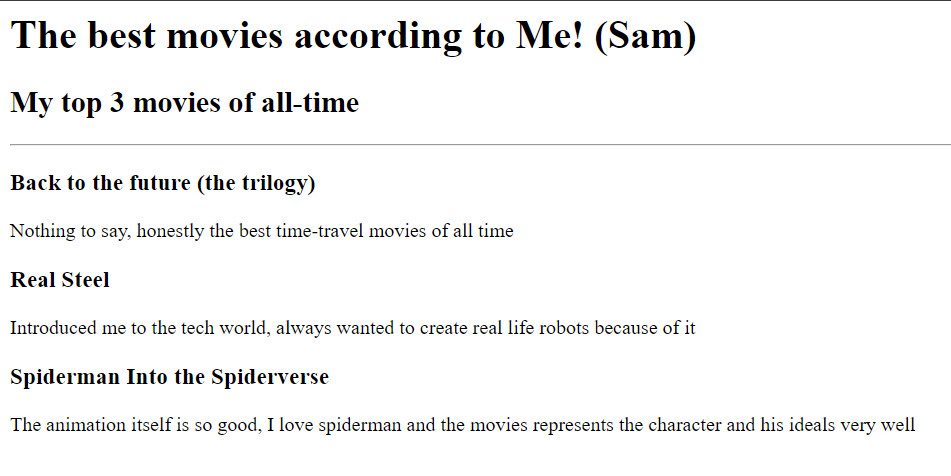 The best movies according to Me! (Sam)
My top 3 movies of all-time
Back to the future (the trilogy)
Nothing to say, honestly the best time-travel movies of all time
Real Steel
Introduced me to the tech world, always wanted to create real life robots because of it
Spiderman Into the Spiderverse
The animation itself is so good, I love spiderman and the movies represents the character and his ideals very well